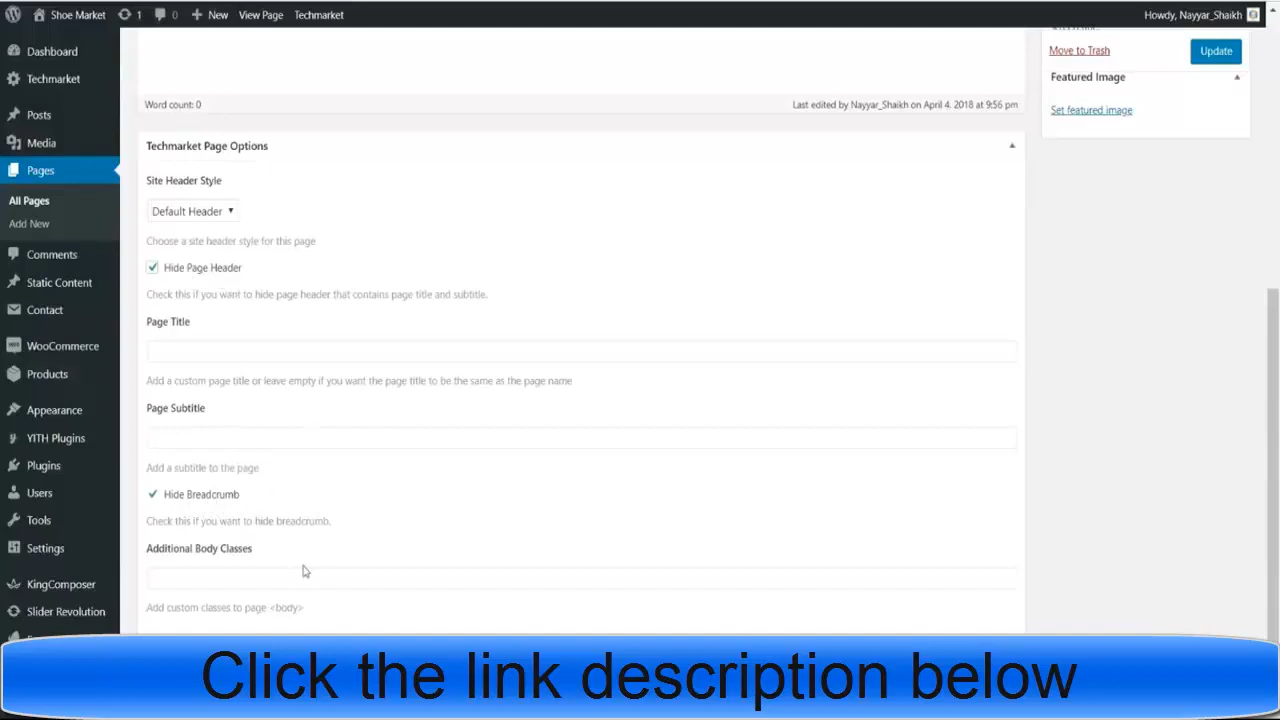 Shoe Market 1 0 New View Page Techmarket Howdy, Nayyar_Shaikh
Dashboard
Techmarket
Posts
Media
Pages
All Pages
Add New
Comments
Static Content
Contact
WooCommerce
Products
Appearance
YITH Plugins
Plugins
Users
Tools
Settings
KingComposer
Slider Revolution
Word count: 0 Last edited by Nayyar_Shaikh on April 4, 2018 at 9:56 pm
Techmarket Page Options
Site Header Style
Default Header
Choose a site header style for this page
Hide Page Header
Check this if you want to hide page header that contains page title and subtitle.
Page Title
Add a custom page title or leave empty if you want the page title to be the same as the page name
Page Subtitle
Add a subtitle to the page
Hide Breadcrumb
Check this if you want to hide breadcrumb.
Additional Body Classes
Add custom classes to page <body>
Move to Trash Update
Featured Image
Set featured image
Click the link description below